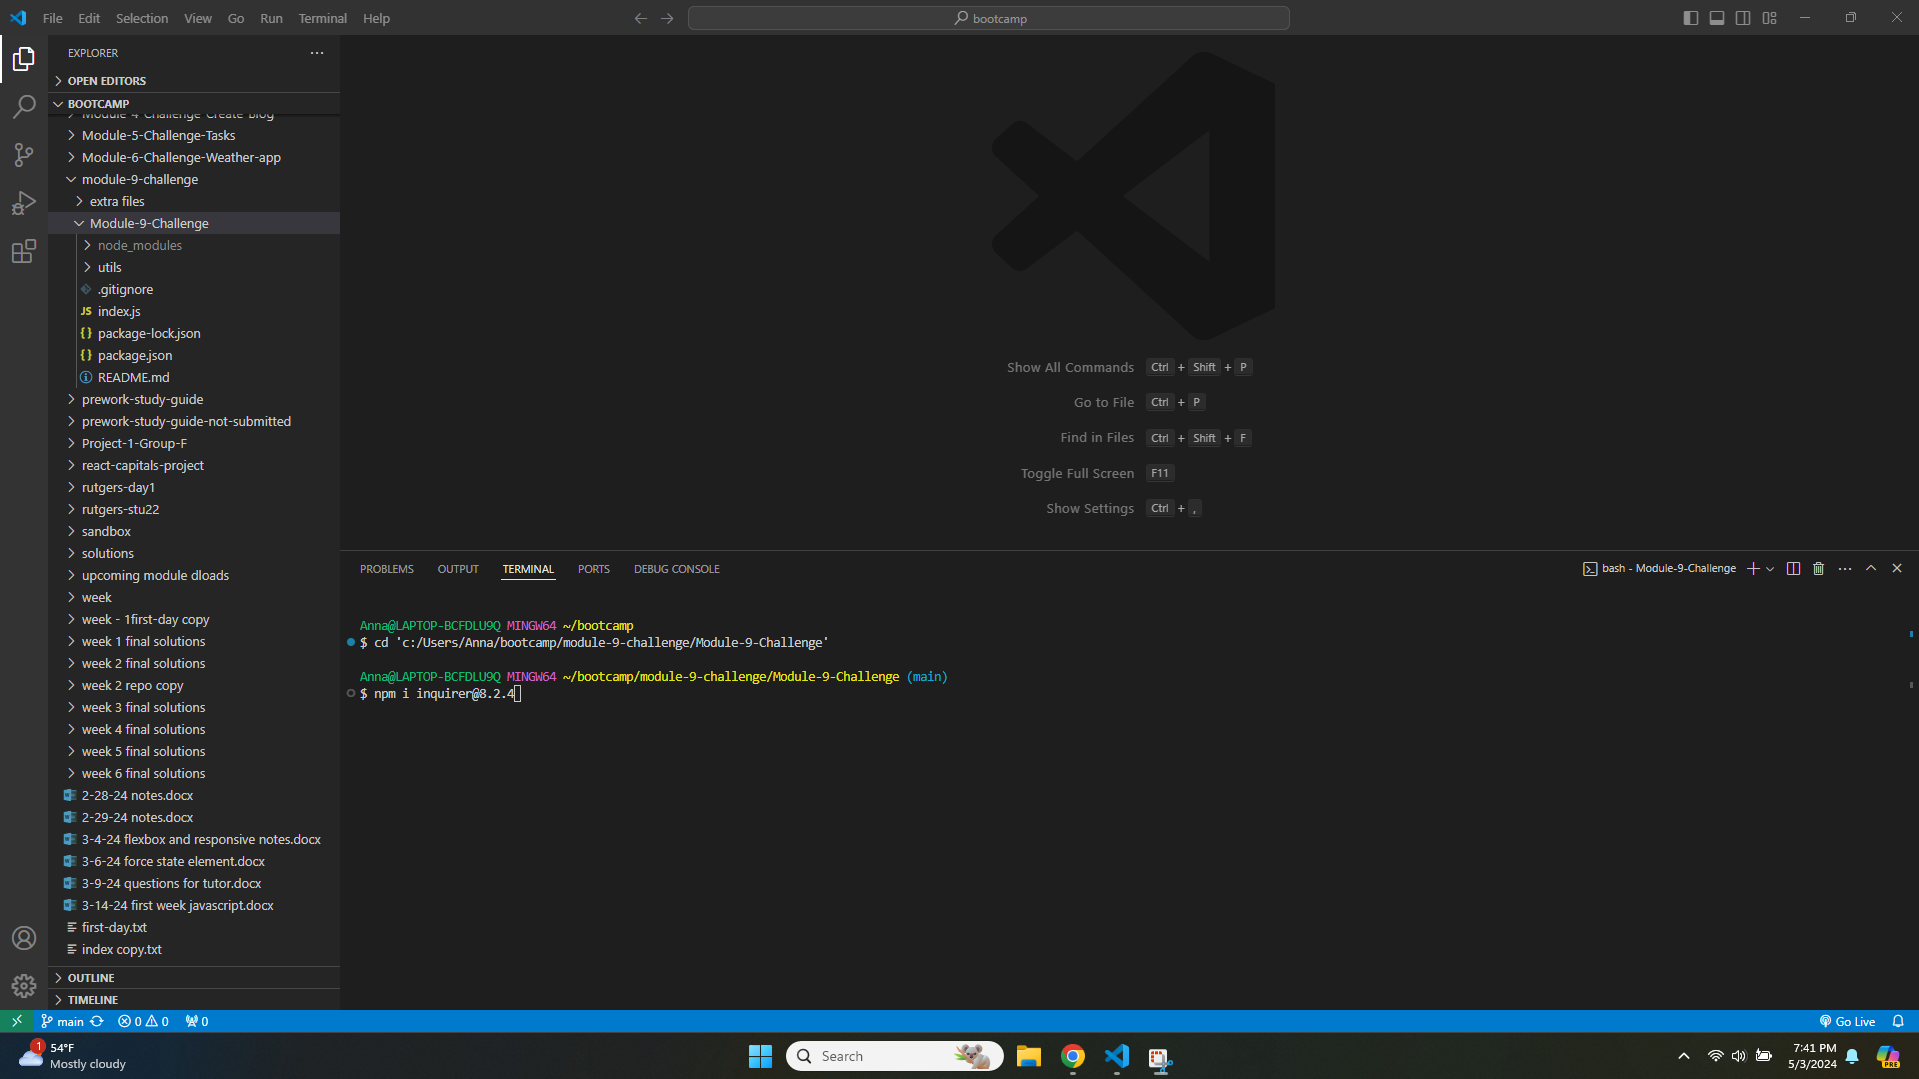 File Edit Selection View Go Run Terminal Help
bootcamp
EXPLORER
OPEN EDITORS
BOOTCAMP
Module-4-Challenge-Create-Blog
Module-5-Challenge-Tasks
Module-6-Challenge-Weather-app
module-9-challenge
extra files
Module-9-Challenge
node_modules
utils
.gitignore
JS index.js
{} package-lock.json
{} package.json
README.md
prework-study-guide
prework-study-guide-not-submitted
Project-1-Group-F
react-capitals-project
rutgers-day1
rutgers-stu22
sandbox
solutions
upcoming module dloads
week
week - 1first-day copy
week 1 final solutions
week 2 final solutions
week 2 repo copy
week 3 final solutions
week 4 final solutions
week 5 final solutions
week 6 final solutions
2-28-24 notes.docx
2-29-24 notes.docx
3-4-24 flexbox and responsive notes.docx
3-6-24 force state element.docx
3-9-24 questions for tutor.docx
3-14-24 first week javascript.docx
first-day.txt
index copy.txt
OUTLINE
TIMELINE
Show All Commands Ctrl + Shift + P
Go to File Ctrl + P
Find in Files Ctrl + Shift + F
Toggle Full Screen F11
Show Settings Ctrl + ,
PROBLEMS OUTPUT TERMINAL PORTS DEBUG CONSOLE
bash - Module-9-Challenge
Anna@LAPTOP-BCFDLU9Q MINGW64 ~/bootcamp
$ cd 'c:/Users/Anna/bootcamp/module-9-challenge/Module-9-Challenge'
Anna@LAPTOP-BCFDLU9Q MINGW64 ~/bootcamp/module-9-challenge/Module-9-Challenge (main)
$ npm i inquirer@8.2.4
main 0 0 0
Go Live
1
54°F
Mostly cloudy
Search
7:41 PM
5/3/2024
PRE